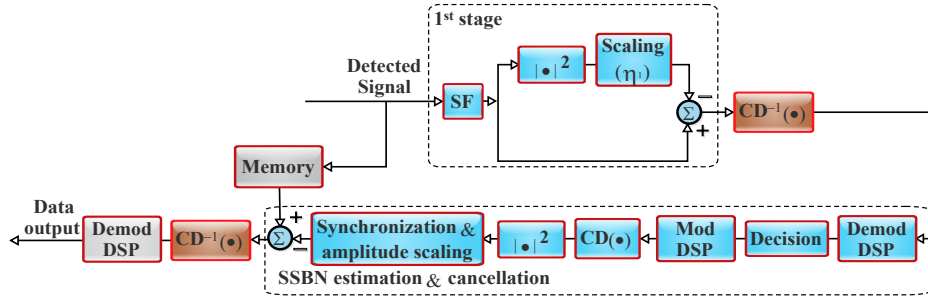 1st stage
Detected
Signal
SF
|•|²
Scaling
(η₁)
−
Σ
+
CD⁻¹(•)
Memory
Data
output
Demod
DSP
CD⁻¹(•)
+
Σ
−
Synchronization &
amplitude scaling
|•|²
CD(•)
Mod
DSP
Decision
Demod
DSP
SSBN estimation & cancellation